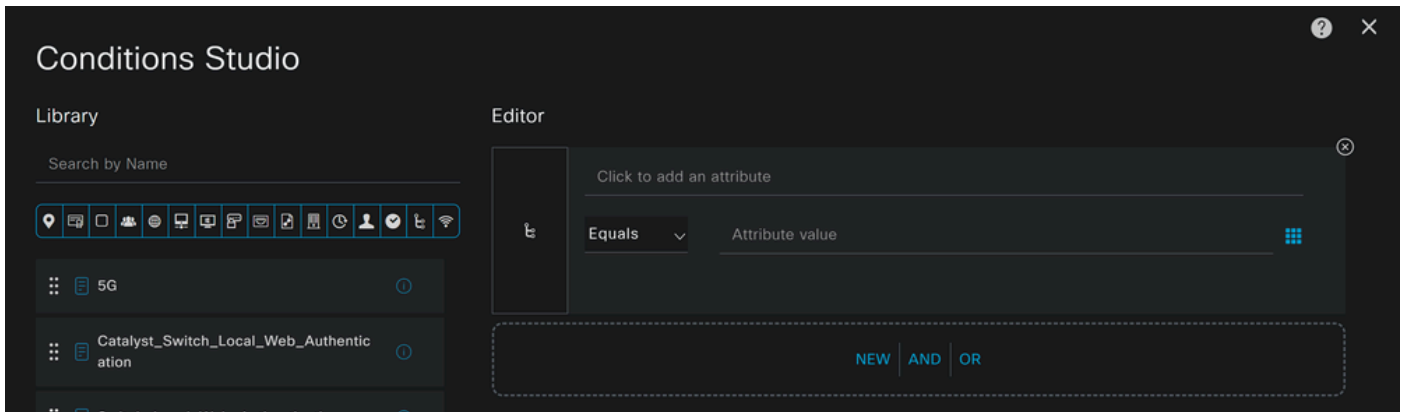 Conditions Studio
Library
Search by Name
5G
Catalyst_Switch_Local_Web_Authentic
ation
Editor
Click to add an attribute
Equals
Attribute value
NEW AND OR